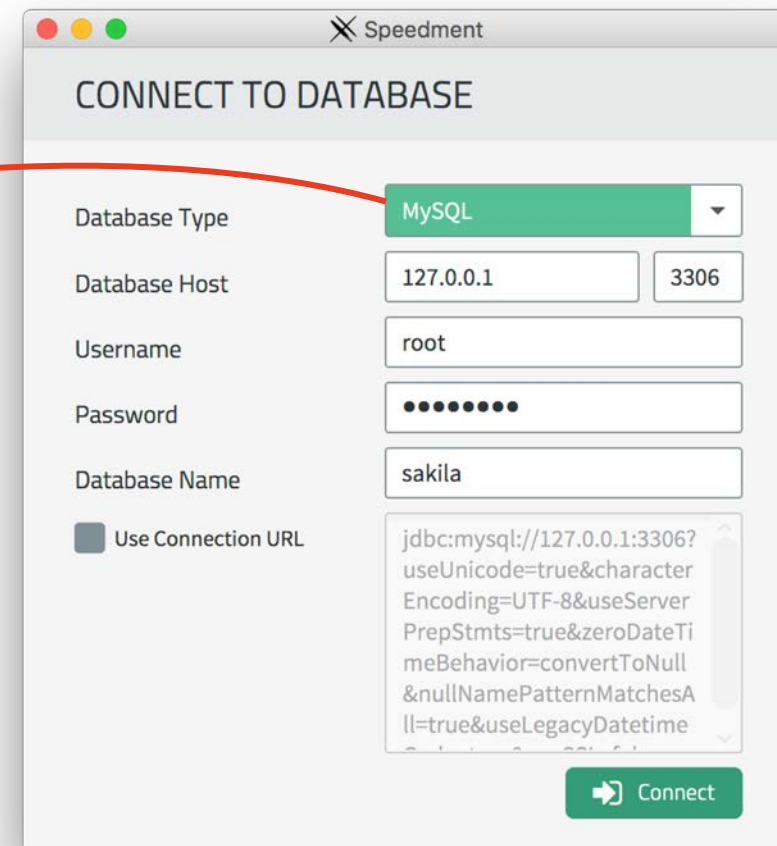 Speedment
CONNECT TO DATABASE
Database Type
MySQL
Database Host
127.0.0.1
3306
Username
root
Password
••••••••
Database Name
sakila
Use Connection URL
jdbc:mysql://127.0.0.1:3306?
useUnicode=true&character
Encoding=UTF-8&useServer
PrepStmts=true&zeroDateTi
meBehavior=convertToNull
&nullNamePatternMatchesA
ll=true&useLegacyDatetime
Connect